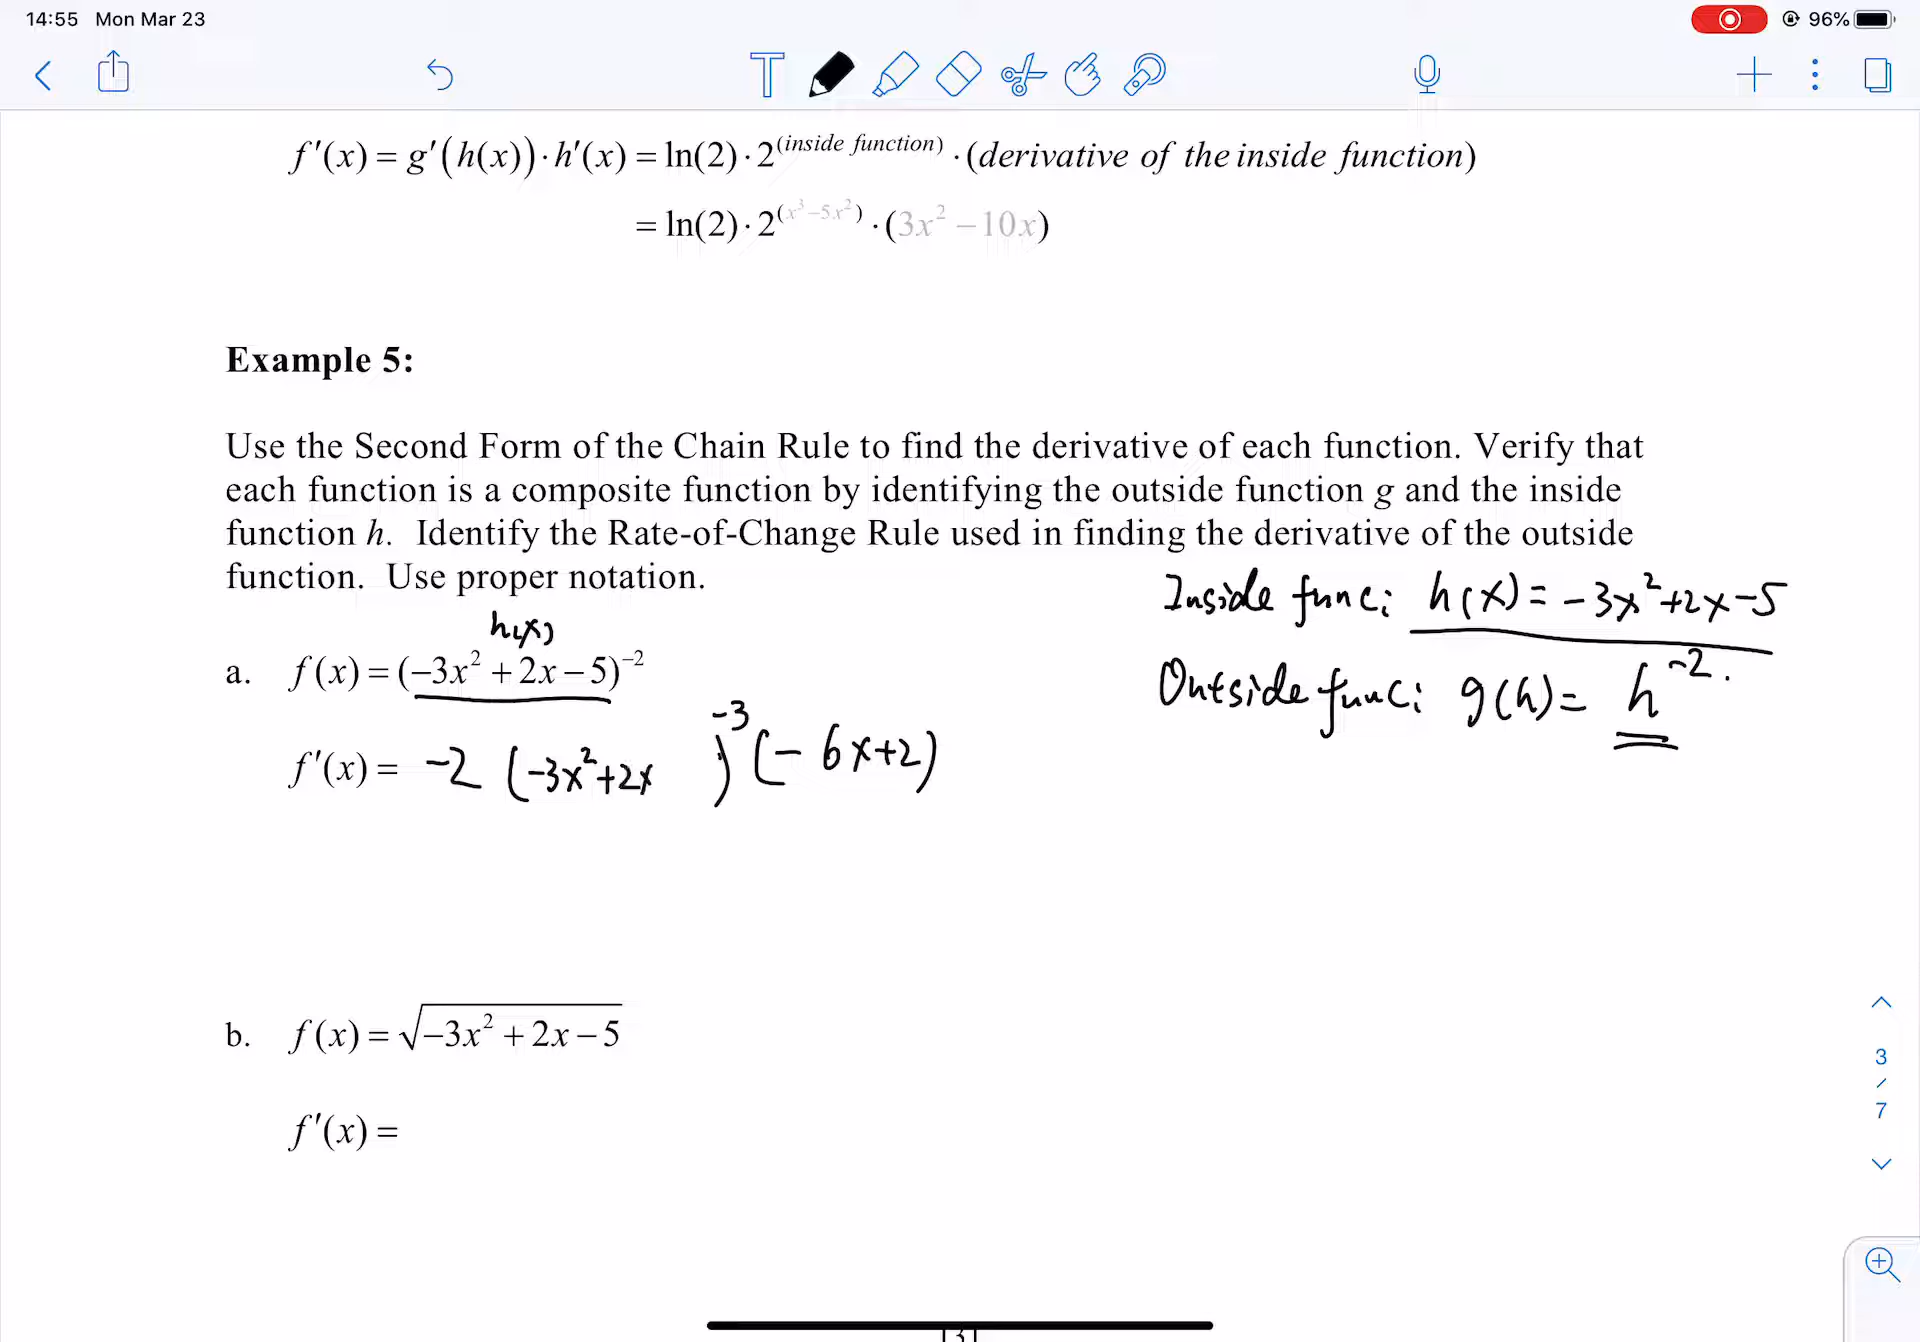 14:55 Mon Mar 23 96%
T
f'(x) = g'(h(x))·h'(x) = ln(2)·2^(inside function)·(derivative of the inside function)
= ln(2)·2^(x³−5x²)·(3x²−10x)
Example 5:
Use the Second Form of the Chain Rule to find the derivative of each function. Verify that
each function is a composite function by identifying the outside function g and the inside
function h. Identify the Rate-of-Change Rule used in finding the derivative of the outside
function. Use proper notation.
Inside func: h(x) = -3x²+2x-5
h(x)
a. f(x) = (−3x² + 2x − 5)⁻²
Outside func: g(h) = h⁻².
f'(x) = -2 (-3x²+2x )⁻³ (-6x+2)
b. f(x) = √(−3x² + 2x − 5)
f'(x) =
3
/
7